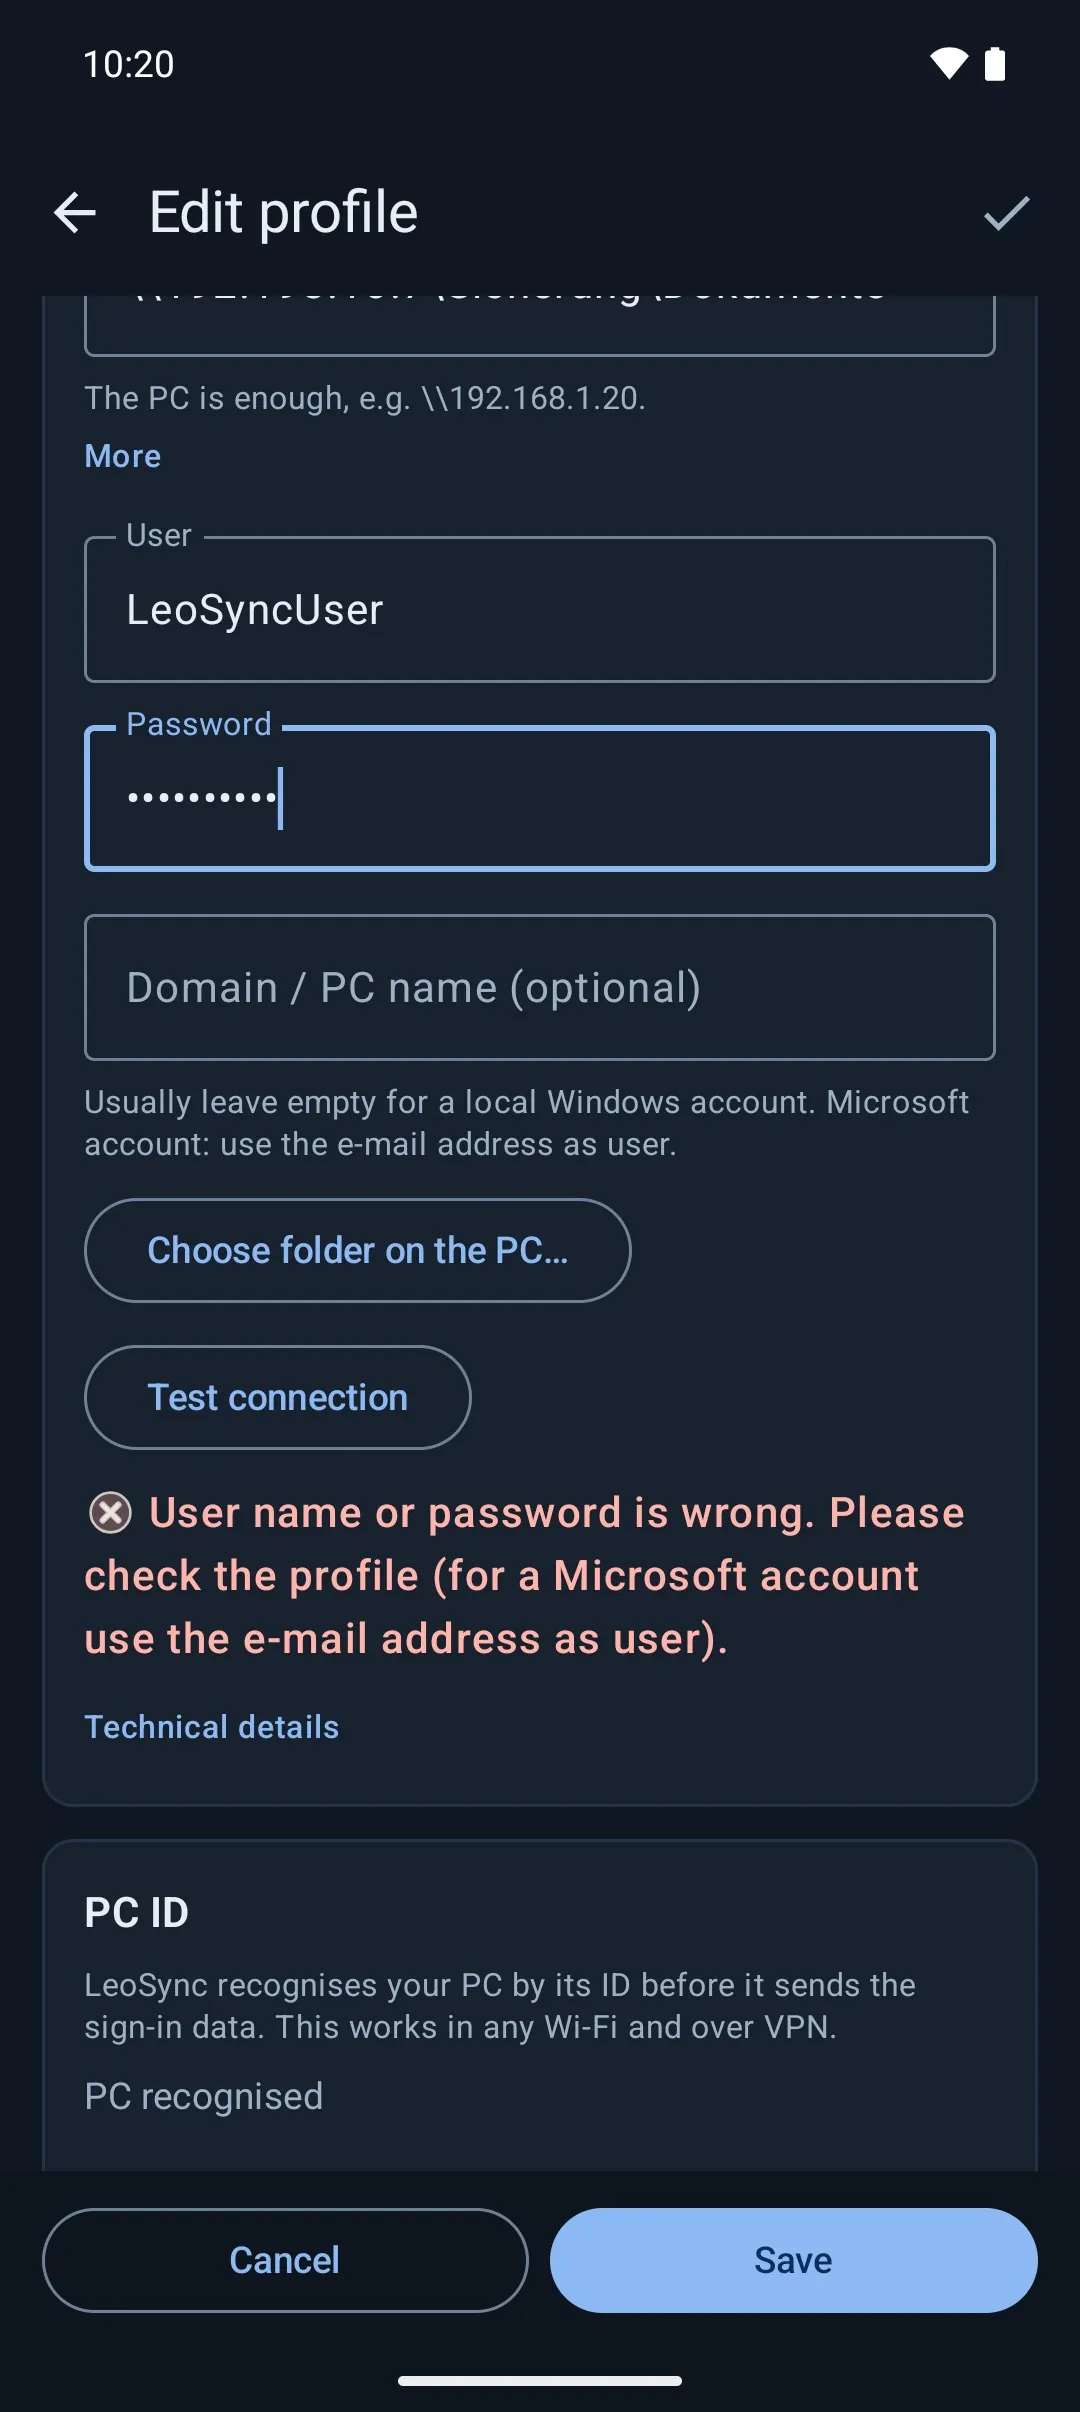 10:20
Edit profile
The PC is enough, e.g. \\192.168.1.20.
More
User
LeoSyncUser
Password
••••••••••
Domain / PC name (optional)
Usually leave empty for a local Windows account. Microsoft
account: use the e-mail address as user.
Choose folder on the PC...
Test connection
User name or password is wrong. Please
check the profile (for a Microsoft account
use the e-mail address as user).
Technical details
PC ID
LeoSync recognises your PC by its ID before it sends the
sign-in data. This works in any Wi-Fi and over VPN.
PC recognised
Cancel
Save